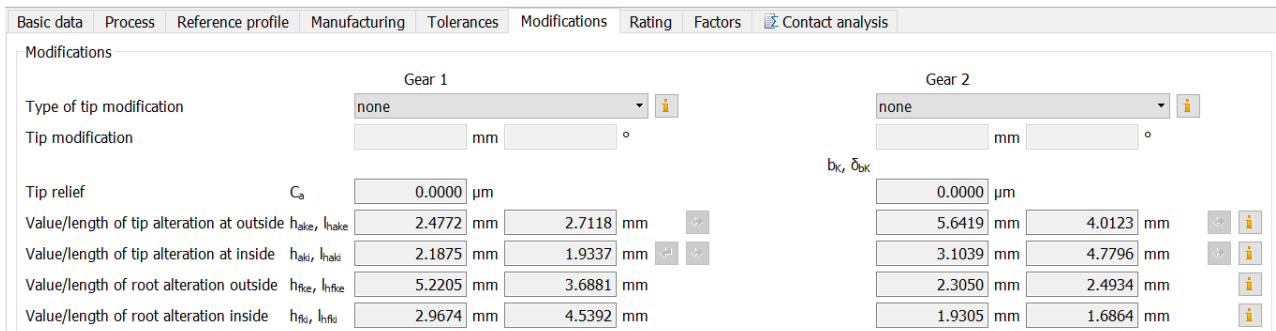 Basic data Process Reference profile Manufacturing Tolerances Modifications Rating Factors Contact analysis
Modifications
Gear 1 Gear 2
Type of tip modification none none
Tip modification mm ° mm °
bK, δbK
Tip relief Ca 0.0000 µm 0.0000 µm
Value/length of tip alteration at outside hake, lhake 2.4772 mm 2.7118 mm 5.6419 mm 4.0123 mm
Value/length of tip alteration at inside haki, lhaki 2.1875 mm 1.9337 mm 3.1039 mm 4.7796 mm
Value/length of root alteration outside hfke, lhfke 5.2205 mm 3.6881 mm 2.3050 mm 2.4934 mm
Value/length of root alteration inside hfki, lhfki 2.9674 mm 4.5392 mm 1.9305 mm 1.6864 mm